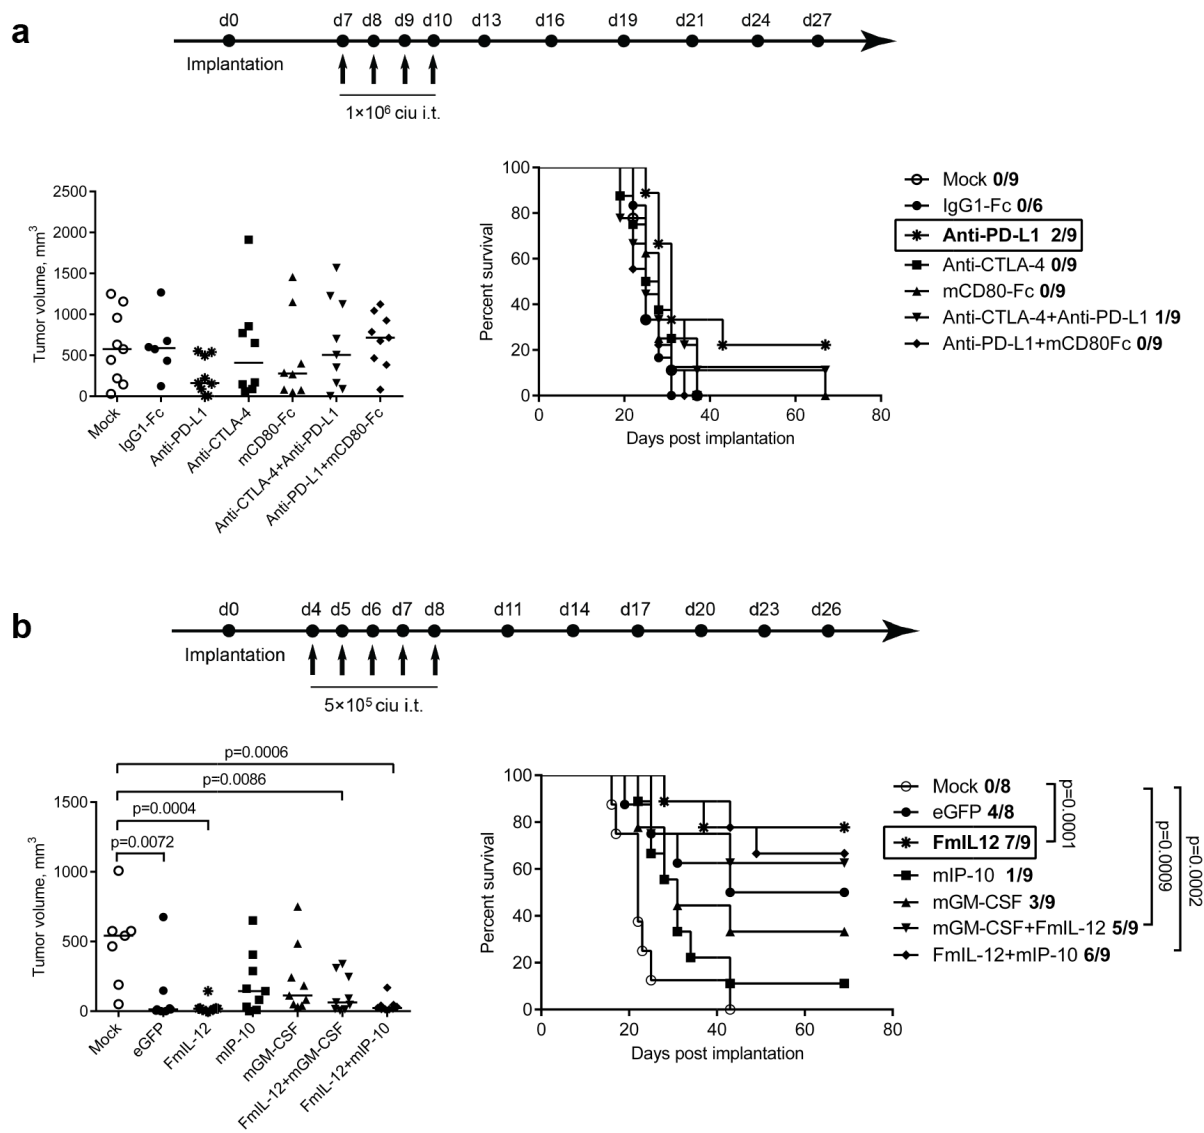 a
d0 d7 d8 d9 d10 d13 d16 d19 d21 d24 d27
Implantation
1×10⁶ ciu i.t.
Tumor volume, mm³
2500
2000
1500
1000
500
0
Mock
IgG1-Fc
Anti-PD-L1
Anti-CTLA-4
mCD80-Fc
Anti-CTLA-4+Anti-PD-L1
Anti-PD-L1+mCD80-Fc
Percent survival
100
80
60
40
20
0
0 20 40 60 80
Days post implantation
Mock 0/9
IgG1-Fc 0/6
Anti-PD-L1 2/9
Anti-CTLA-4 0/9
mCD80-Fc 0/9
Anti-CTLA-4+Anti-PD-L1 1/9
Anti-PD-L1+mCD80Fc 0/9
b
d0 d4 d5 d6 d7 d8 d11 d14 d17 d20 d23 d26
Implantation
5×10⁵ ciu i.t.
p=0.0006
p=0.0086
p=0.0004
p=0.0072
Tumor volume, mm³
1500
1000
500
0
Mock
eGFP
FmIL-12
mIP-10
mGM-CSF
FmIL-12+mGM-CSF
FmIL-12+mIP-10
Percent survival
100
80
60
40
20
0
0 20 40 60 80
Days post implantation
Mock 0/8
eGFP 4/8
FmIL12 7/9
mIP-10 1/9
mGM-CSF 3/9
mGM-CSF+FmIL-12 5/9
FmIL-12+mIP-10 6/9
p=0.0001
p=0.0009
p=0.0002